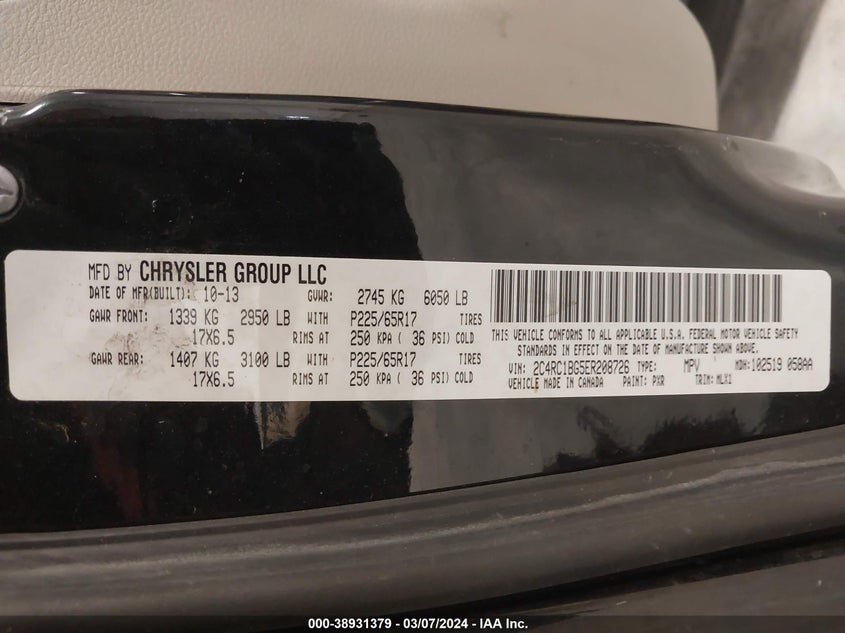 MFD BY CHRYSLER GROUP LLC
DATE OF MFR(BUILT): 10-13 GVWR: 2745 KG 6050 LB
GAWR FRONT: 1339 KG 2950 LB WITH P225/65R17 TIRES
17X6.5 RIMS AT 250 KPA ( 36 PSI) COLD
GAWR REAR: 1407 KG 3100 LB WITH P225/65R17 TIRES
17X6.5 RIMS AT 250 KPA ( 36 PSI) COLD
THIS VEHICLE CONFORMS TO ALL APPLICABLE U.S.A. FEDERAL MOTOR VEHICLE SAFETY
STANDARDS IN EFFECT ON THE DATE OF MANUFACTURE SHOWN ABOVE.
VIN: 2C4RC1BG5ER208726 TYPE: MPV MDH:102519 058AA
VEHICLE MADE IN CANADA PAINT: PXR TRIM: MLX1
000-38931379 - 03/07/2024 - IAA Inc.